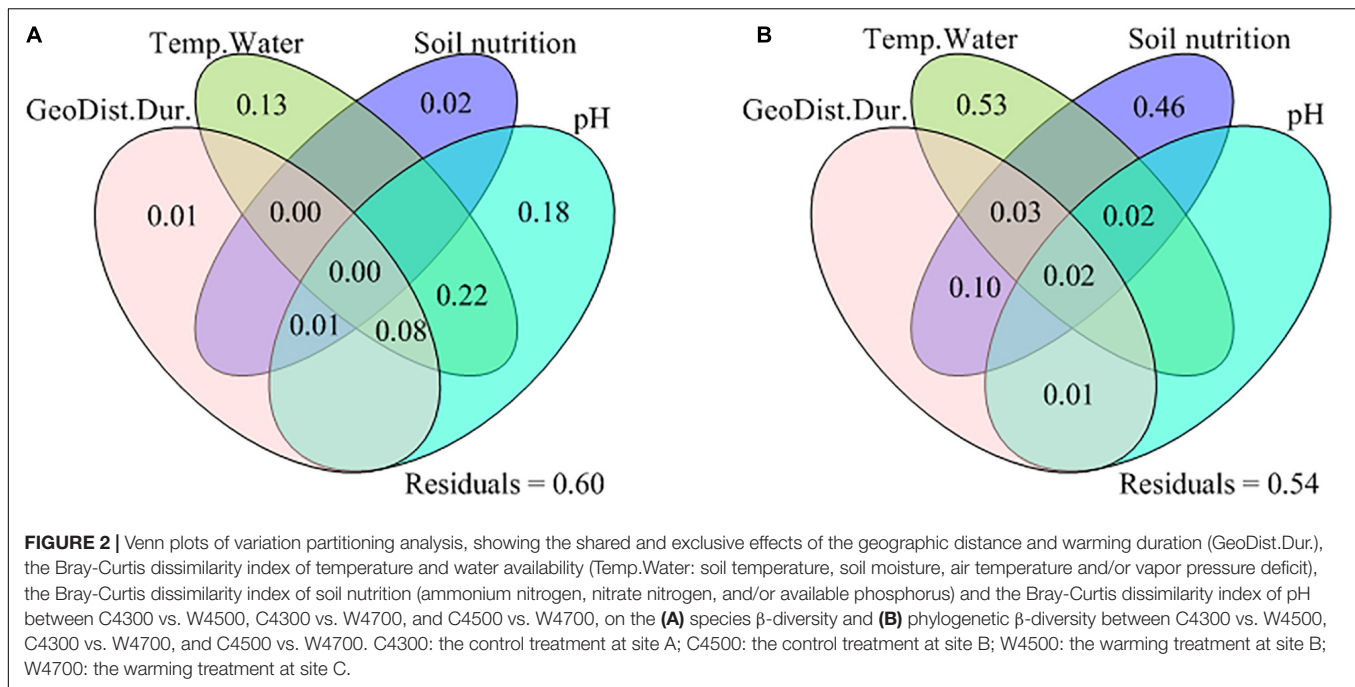 A
Temp.Water
Soil nutrition
GeoDist.Dur.
pH
0.13
0.02
0.01
0.00
0.18
0.00
0.22
0.01
0.08
Residuals = 0.60
B
Temp.Water
Soil nutrition
GeoDist.Dur.
pH
0.53
0.46
0.03
0.02
0.10
0.02
0.01
Residuals = 0.54
FIGURE 2 | Venn plots of variation partitioning analysis, showing the shared and exclusive effects of the geographic distance and warming duration (GeoDist.Dur.),
the Bray-Curtis dissimilarity index of temperature and water availability (Temp.Water: soil temperature, soil moisture, air temperature and/or vapor pressure deficit),
the Bray-Curtis dissimilarity index of soil nutrition (ammonium nitrogen, nitrate nitrogen, and/or available phosphorus) and the Bray-Curtis dissimilarity index of pH
between C4300 vs. W4500, C4300 vs. W4700, and C4500 vs. W4700, on the (A) species β-diversity and (B) phylogenetic β-diversity between C4300 vs. W4500,
C4300 vs. W4700, and C4500 vs. W4700. C4300: the control treatment at site A; C4500: the control treatment at site B; W4500: the warming treatment at site B;
W4700: the warming treatment at site C.